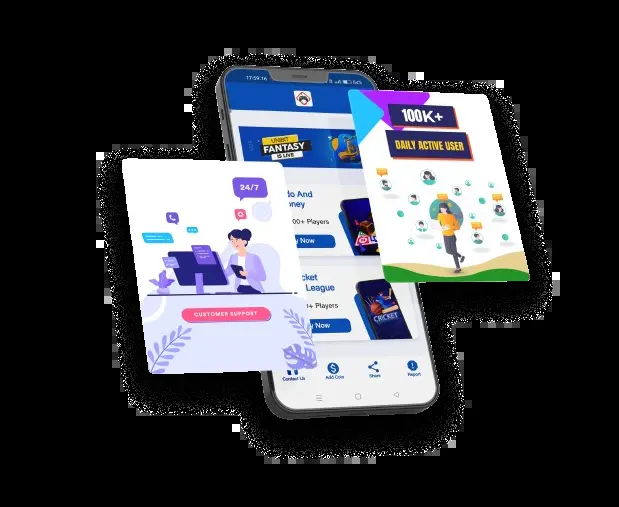 17:59:16
100K+
DAILY ACTIVE USER
FANTASY
IS LIVE
24/7
do And
oney
00+ Players
y Now
CUSTOMER SUPPORT
cket
League
+ Players
y Now
CRICKET
Contact Us
Add Coin
Share
Report